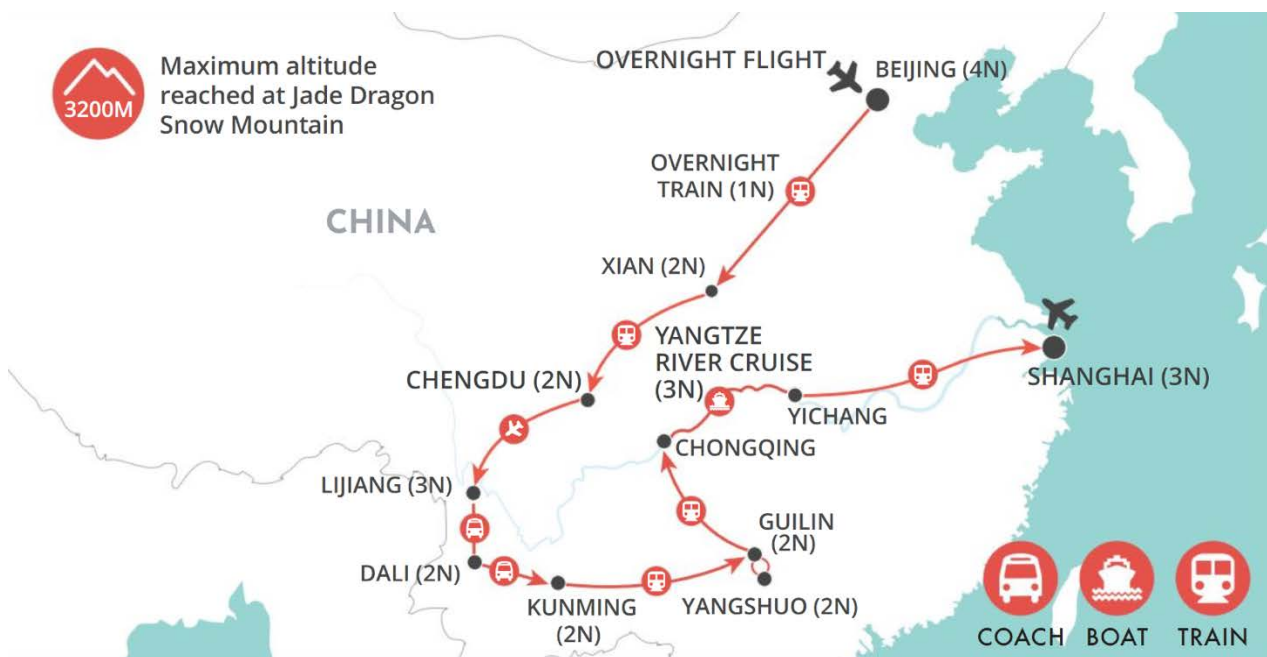 3200M
Maximum altitude
reached at Jade Dragon
Snow Mountain
OVERNIGHT FLIGHT
BEIJING (4N)
OVERNIGHT
TRAIN (1N)
CHINA
XIAN (2N)
YANGTZE
RIVER CRUISE
(3N)
CHENGDU (2N)
SHANGHAI (3N)
YICHANG
CHONGQING
LIJIANG (3N)
GUILIN
(2N)
DALI (2N)
KUNMING
(2N)
YANGSHUO (2N)
COACH
BOAT
TRAIN